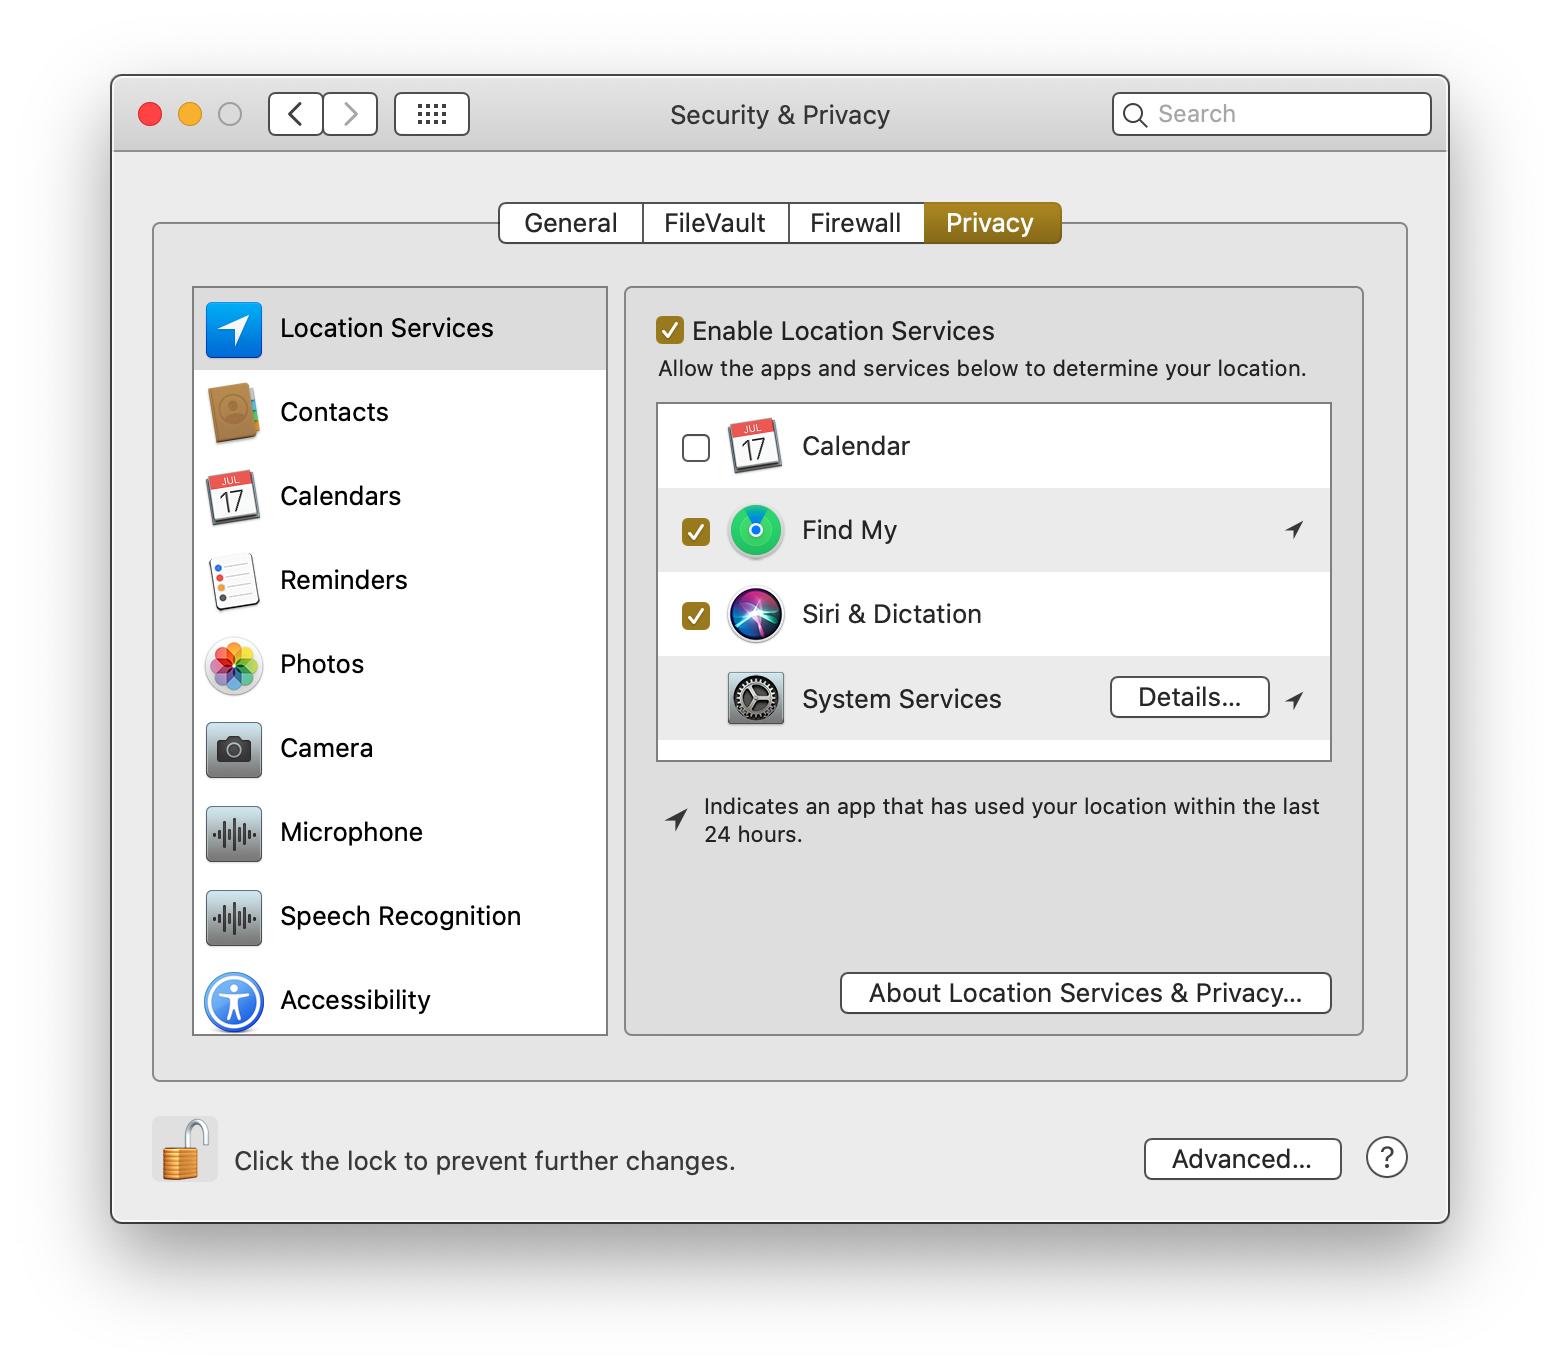 Security & Privacy
Search
General
FileVault
Firewall
Privacy
Location Services
Contacts
JUL
17
Calendars
Reminders
Photos
Camera
Microphone
Speech Recognition
Accessibility
Enable Location Services
Allow the apps and services below to determine your location.
JUL
17
Calendar
Find My
Siri & Dictation
System Services
Details...
Indicates an app that has used your location within the last
24 hours.
About Location Services & Privacy...
Click the lock to prevent further changes.
Advanced...
?